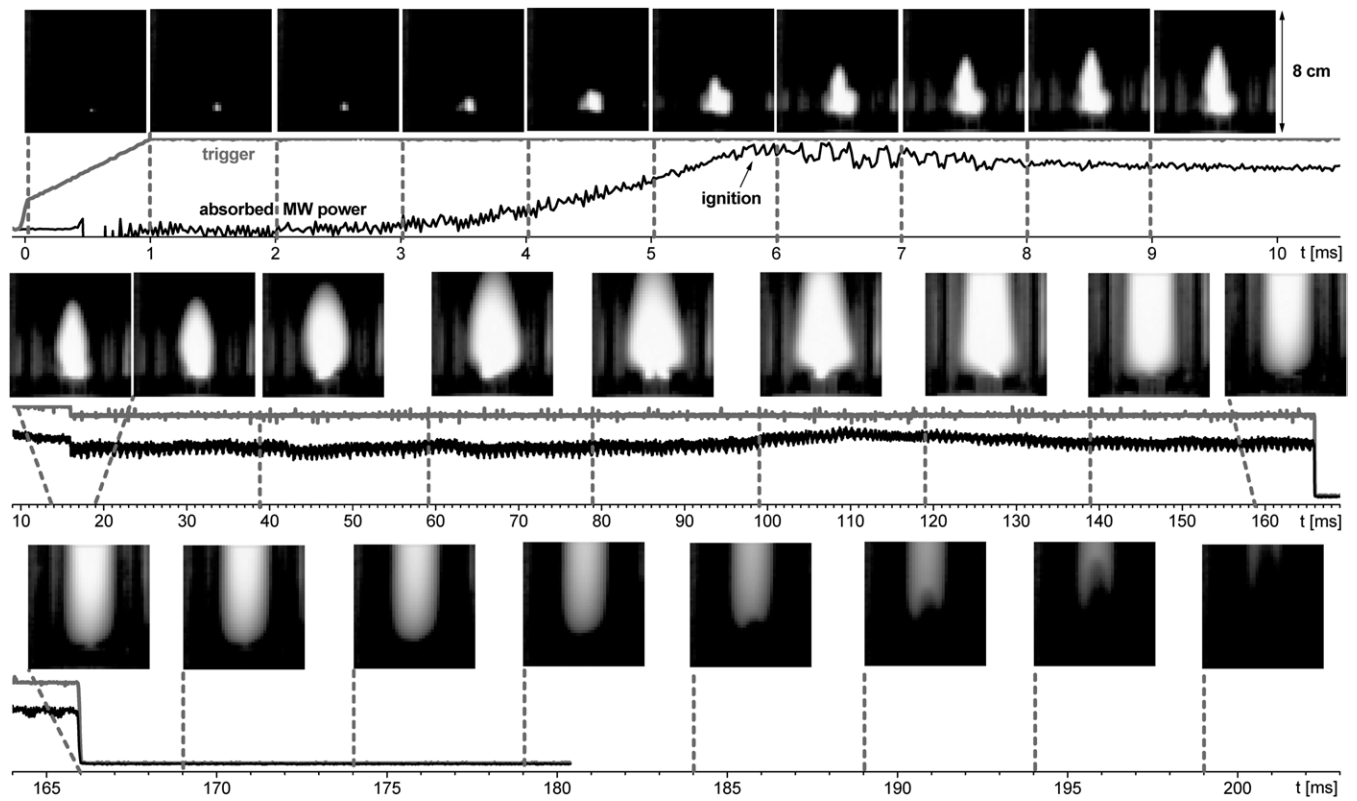 8 cm
trigger
absorbed MW power
ignition
0 1 2 3 4 5 6 7 8 9 10 t [ms]
10 20 30 40 50 60 70 80 90 100 110 120 130 140 150 160 t [ms]
165 170 175 180 185 190 195 200 t [ms]